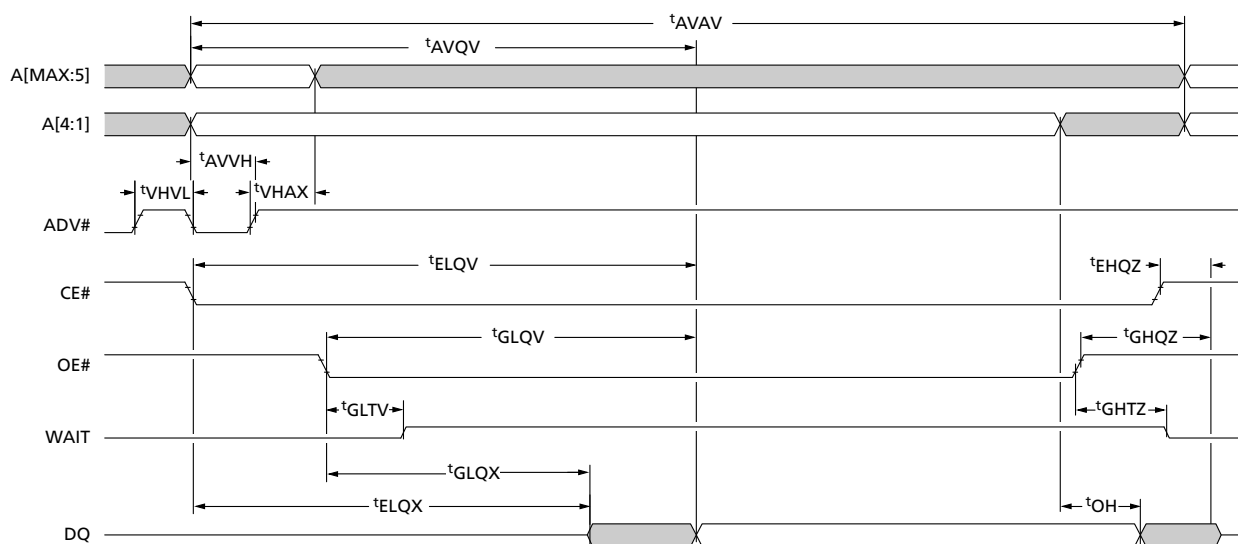 tAVAV
tAVQV
A[MAX:5]
A[4:1]
tAVVH
tVHVL
tVHAX
ADV#
tELQV
tEHQZ
CE#
tGLQV
tGHQZ
OE#
tGLTV
tGHTZ
WAIT
tGLQX
tELQX
tOH
DQ